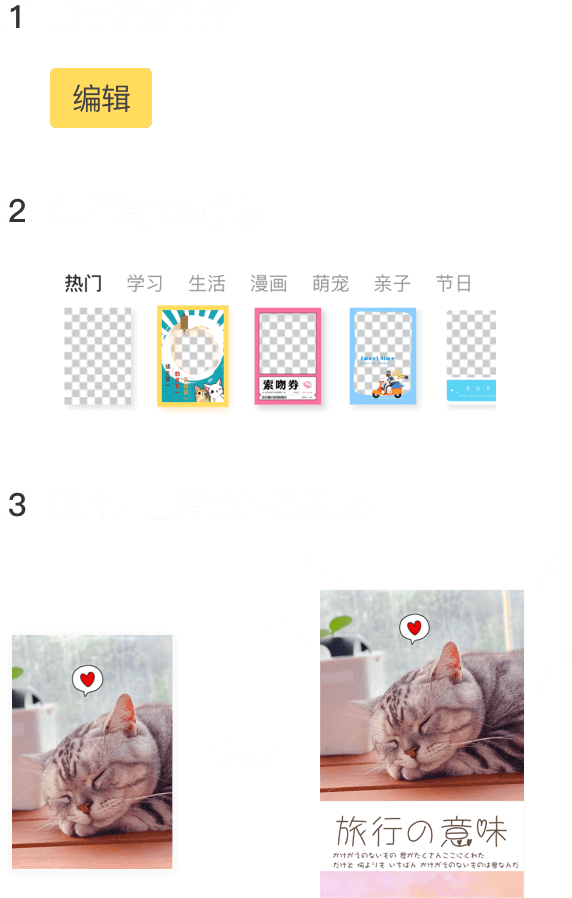 1
编辑
2
热门 学习 生活 漫画 萌宠 亲子 节日
索吻券
Sweet time
3
旅行の意味
かけがえのないもの 君がたくさんここにくれた
だけど 何よりも いちばん かけがえのないものは君なんだ